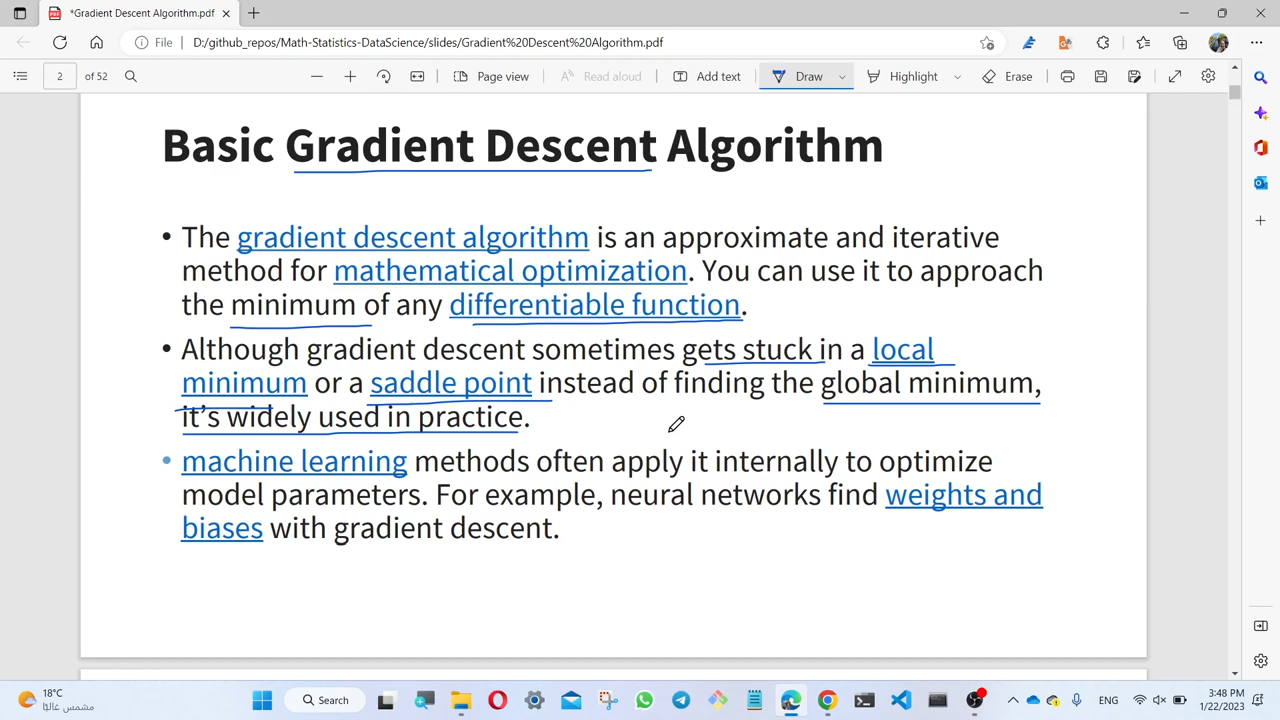 *Gradient Descent Algorithm.pdf
File D:/github_repos/Math-Statistics-DataScience/slides/Gradient%20Descent%20Algorithm.pdf
2 of 52 Page view Read aloud Add text Draw Highlight Erase
Basic Gradient Descent Algorithm
• The gradient descent algorithm is an approximate and iterative
method for mathematical optimization. You can use it to approach
the minimum of any differentiable function.
• Although gradient descent sometimes gets stuck in a local
minimum or a saddle point instead of finding the global minimum,
it's widely used in practice.
• machine learning methods often apply it internally to optimize
model parameters. For example, neural networks find weights and
biases with gradient descent.
18°C
مشمس غالبًا
Search
ENG
3:48 PM
1/22/2023